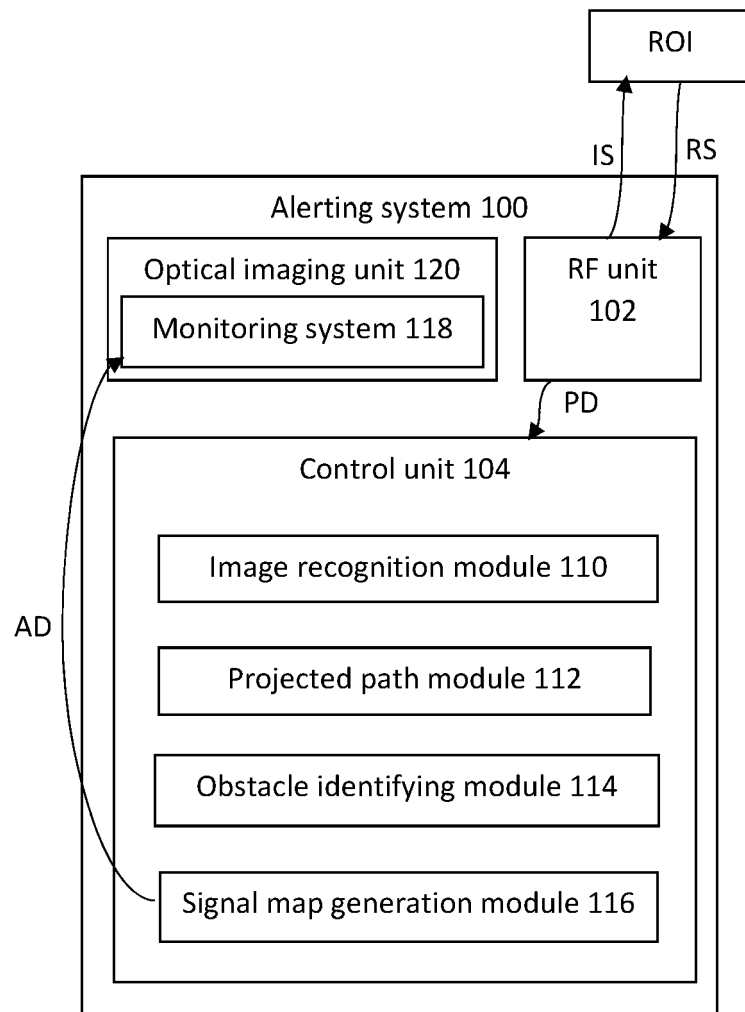 ROI
IS
RS
Alerting system 100
Optical imaging unit 120
Monitoring system 118
RF unit
102
PD
Control unit 104
Image recognition module 110
Projected path module 112
Obstacle identifying module 114
AD
Signal map generation module 116